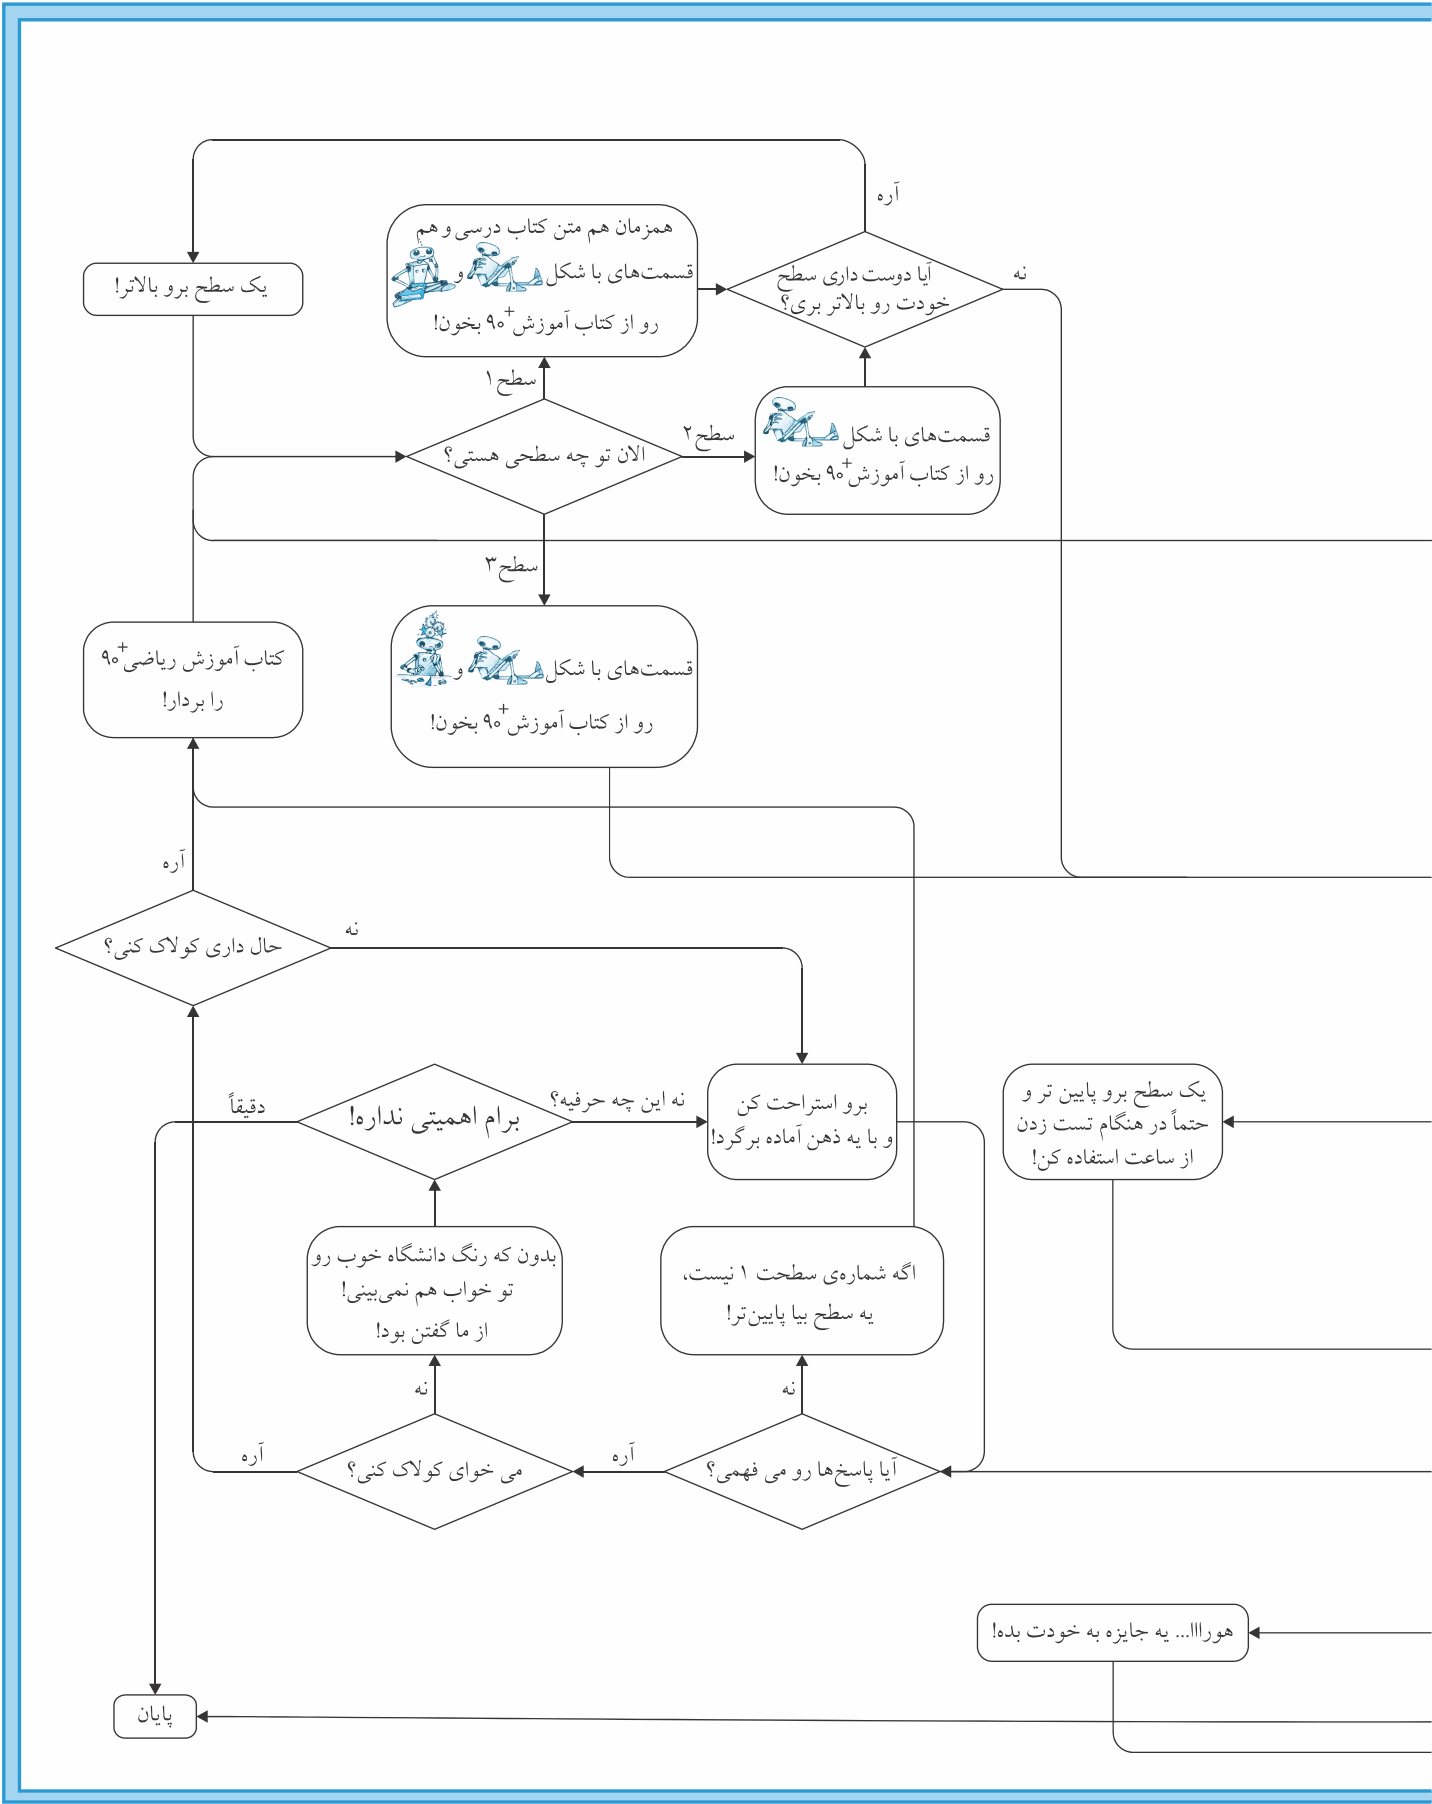 آره
همزمان هم متن کتاب درسی و هم
قسمت‌های با شکل و
رو از کتاب آموزش ۹۰+ بخون!
آیا دوست داری سطح
خودت رو بالاتر بری؟
نه
یک سطح برو بالاتر!
سطح ۱
قسمت‌های با شکل
رو از کتاب آموزش ۹۰+ بخون!
سطح ۲
الان تو چه سطحی هستی؟
سطح ۳
قسمت‌های با شکل و
رو از کتاب آموزش ۹۰+ بخون!
کتاب آموزش ریاضی ۹۰+
را بردار!
آره
نه
حال داری کولاک کنی؟
یک سطح برو پایین تر و
حتماً در هنگام تست زدن
از ساعت استفاده کن!
برو استراحت کن
و با یه ذهن آماده برگرد!
نه این چه حرفیه؟
برام اهمیتی نداره!
دقیقاً
اگه شماره‌ی سطحت ۱ نیست،
یه سطح بیا پایین‌تر!
بدون که رنگ دانشگاه خوب رو
تو خواب هم نمی‌بینی!
از ما گفتن بود!
نه
نه
آیا پاسخ‌ها رو می فهمی؟
آره
می خوای کولاک کنی؟
آره
هوراااا... یه جایزه به خودت بده!
پایان